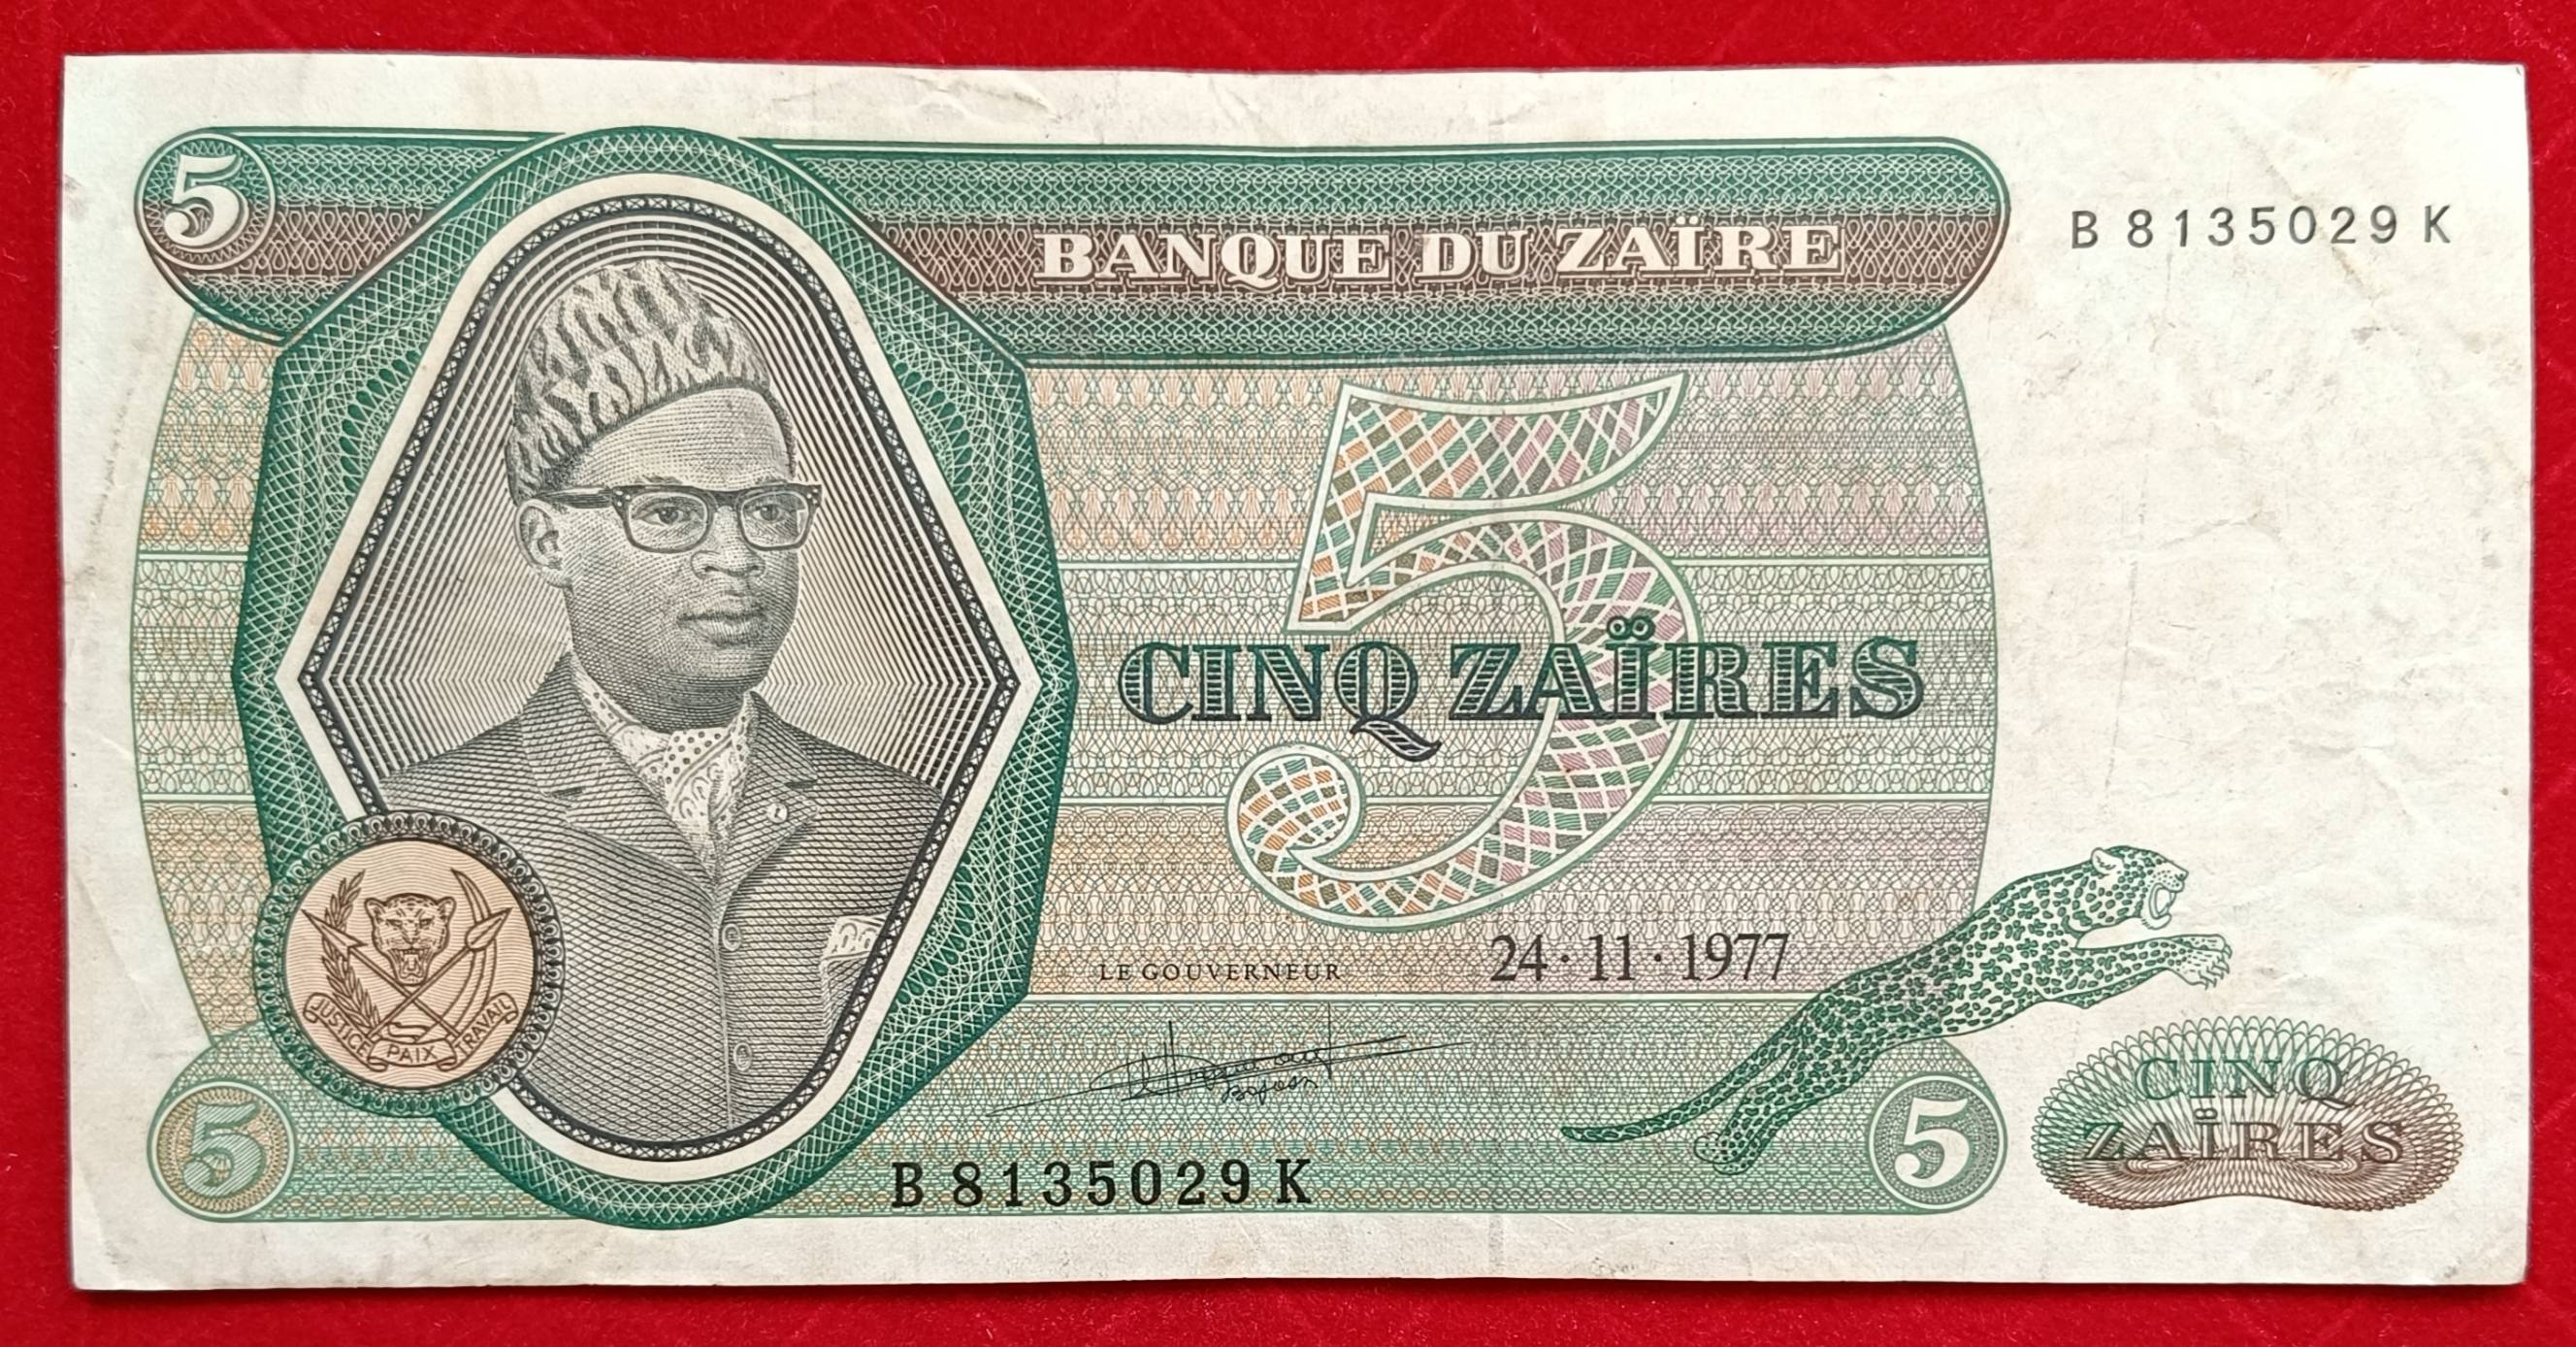 5
BANQUE DU ZAÏRE
B 8135029 K
5
CINQ ZAÏRES
LE GOUVERNEUR
24·11·1977
JUSTICE PAIX TRAVAIL
5
B 8135029 K
5
CINQ
ZAÏRES